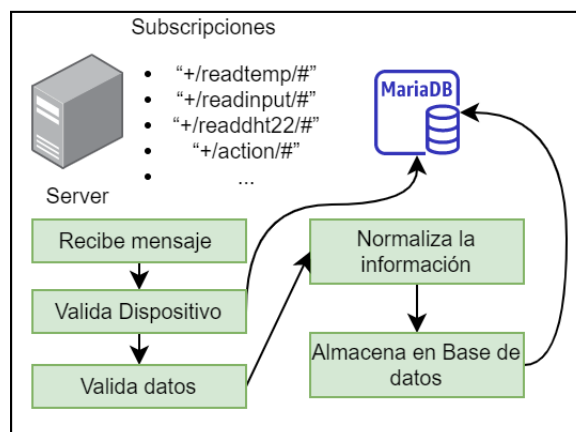 Subscripciones
• “+/readtemp/#”
• “+/readinput/#”
• “+/readdht22/#”
• “+/action/#”
• ...
MariaDB
Server
Recibe mensaje
Valida Dispositivo
Valida datos
Normaliza la
información
Almacena en Base de
datos